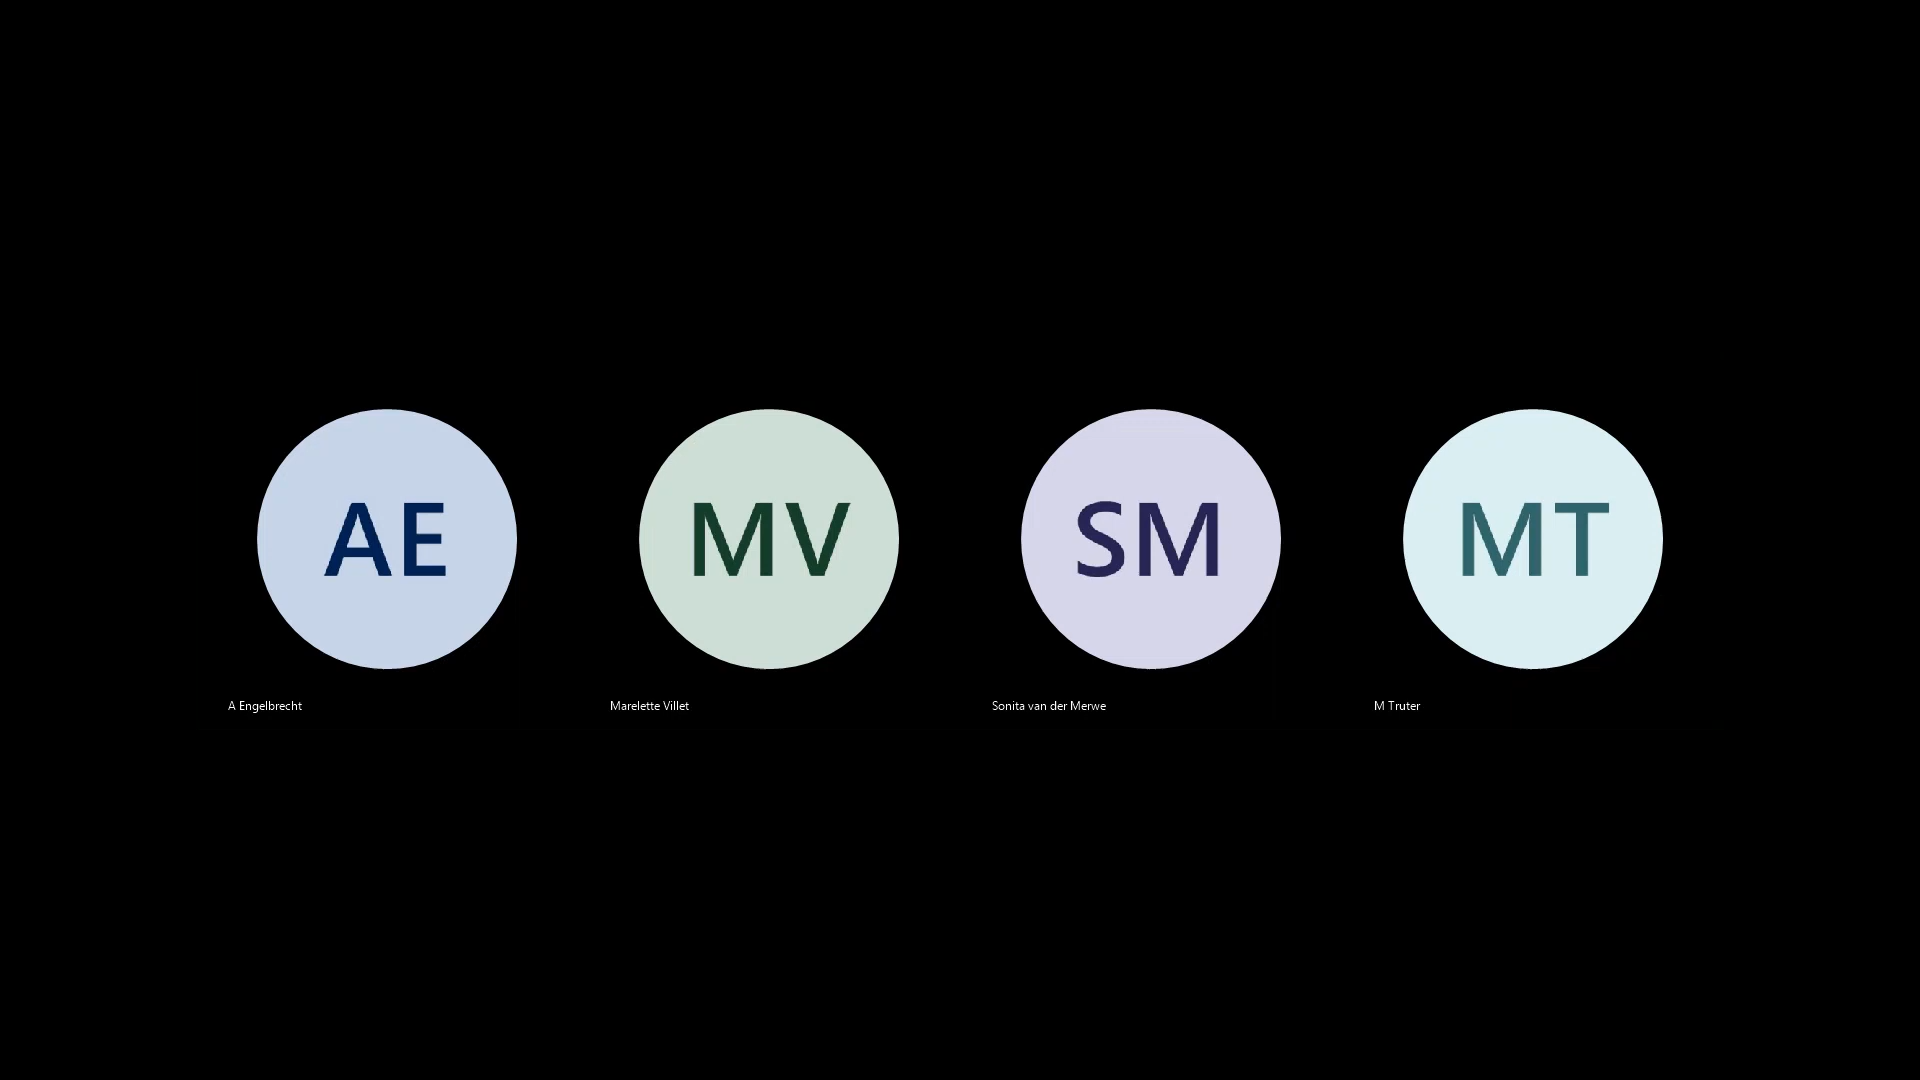 AE
MV
SM
MT
A Engelbrecht
Marelette Villet
Sonita van der Merwe
M Truter